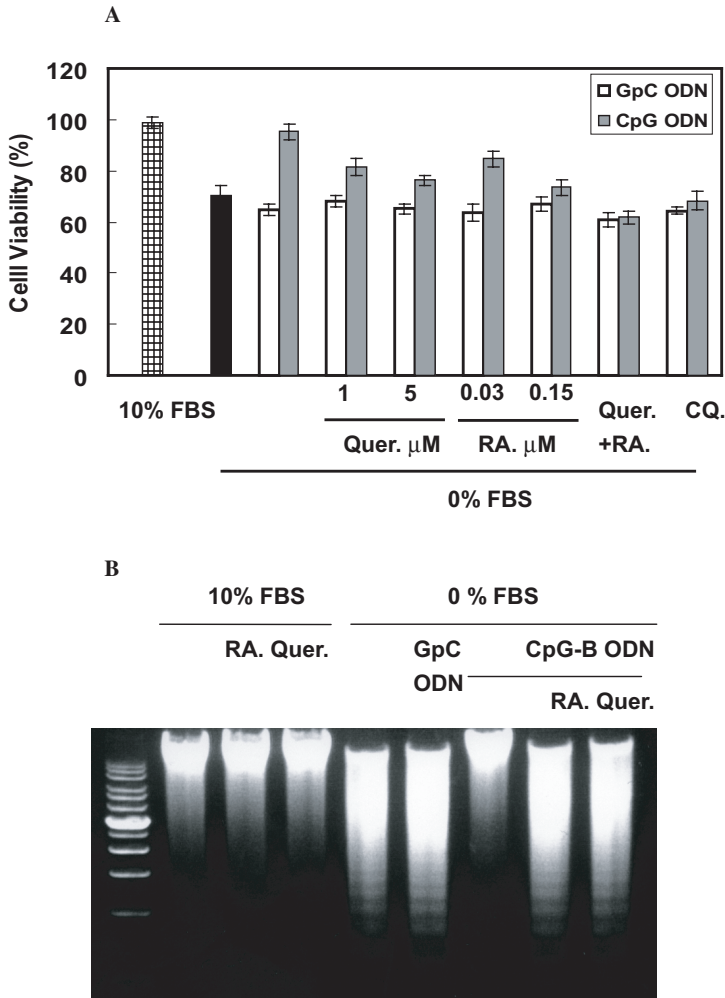 A
120
100
80
60
40
20
0
Celll Viability (%)
GpC ODN
CpG ODN
1 5 0.03 0.15
10% FBS
Quer. μM
RA. μM
Quer.
+RA.
CQ.
0% FBS
B
10% FBS 0 % FBS
RA. Quer. GpC ODN CpG-B ODN
RA. Quer.